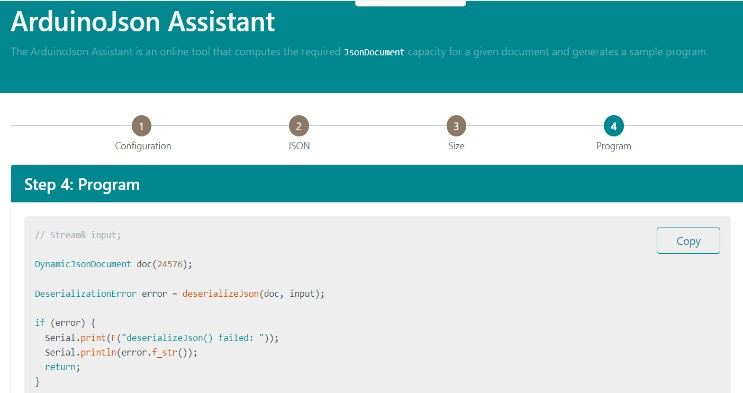 ArduinoJson Assistant
The ArduinoJson Assistant is an online tool that computes the required JsonDocument capacity for a given document and generates a sample program.
1 2 3 4
Configuration JSON Size Program
Step 4: Program
// Stream& input;
Copy
DynamicJsonDocument doc(24576);
DeserializationError error = deserializeJson(doc, input);
if (error) {
  Serial.print(F("deserializeJson() failed: "));
  Serial.println(error.f_str());
  return;
}